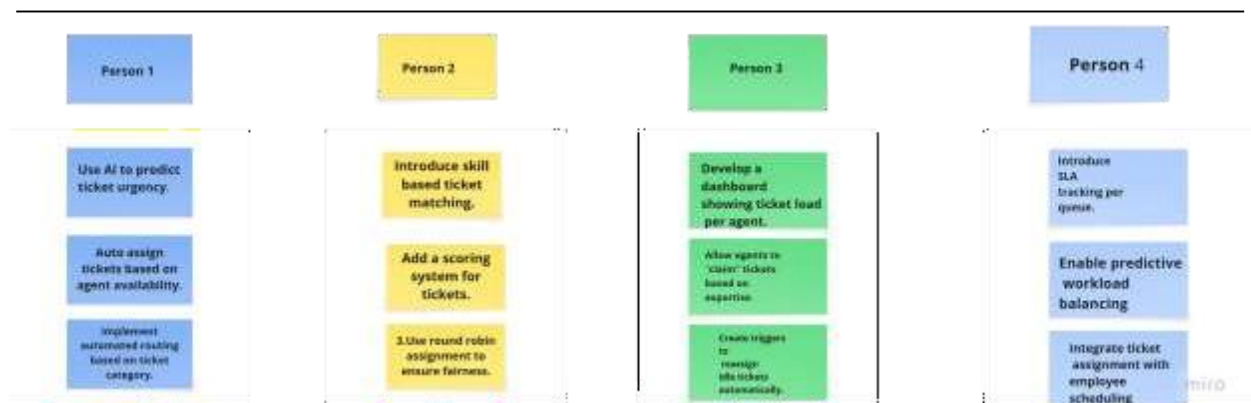 Person 1
Person 2
Person 3
Person 4
Use AI to predict
ticket urgency.
Introduce skill
based ticket
matching.
Develop a
dashboard
showing ticket load
per agent.
Introduce
SLA
tracking per
queue.
Auto assign
tickets based on
agent availability.
Add a scoring
system for
tickets.
Allow agents to
"claim" tickets
based on
expertise.
Enable predictive
workload
balancing
Implement
automated routing
based on ticket
category.
3.Use round robin
assignment to
ensure fairness.
Create triggers
to
reassign
idle tickets
automatically.
Integrate ticket
assignment with
employee
scheduling
miro